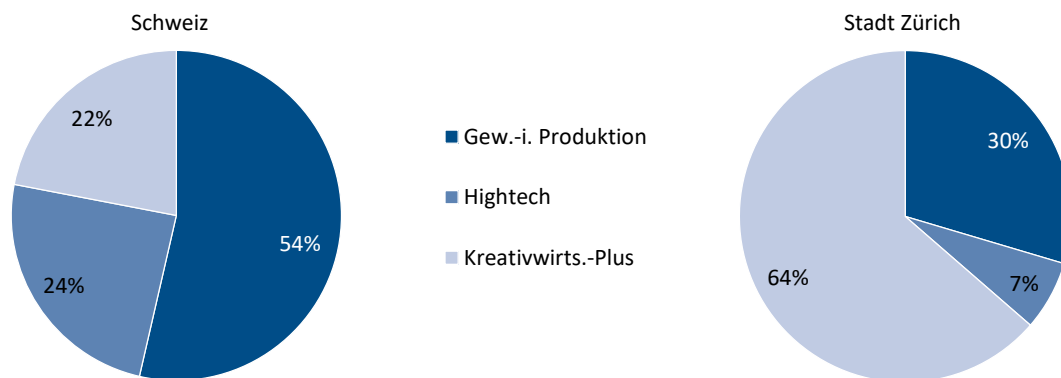 Schweiz
22%
24%
54%
Gew.-i. Produktion
Hightech
Kreativwirts.-Plus
Stadt Zürich
30%
7%
64%